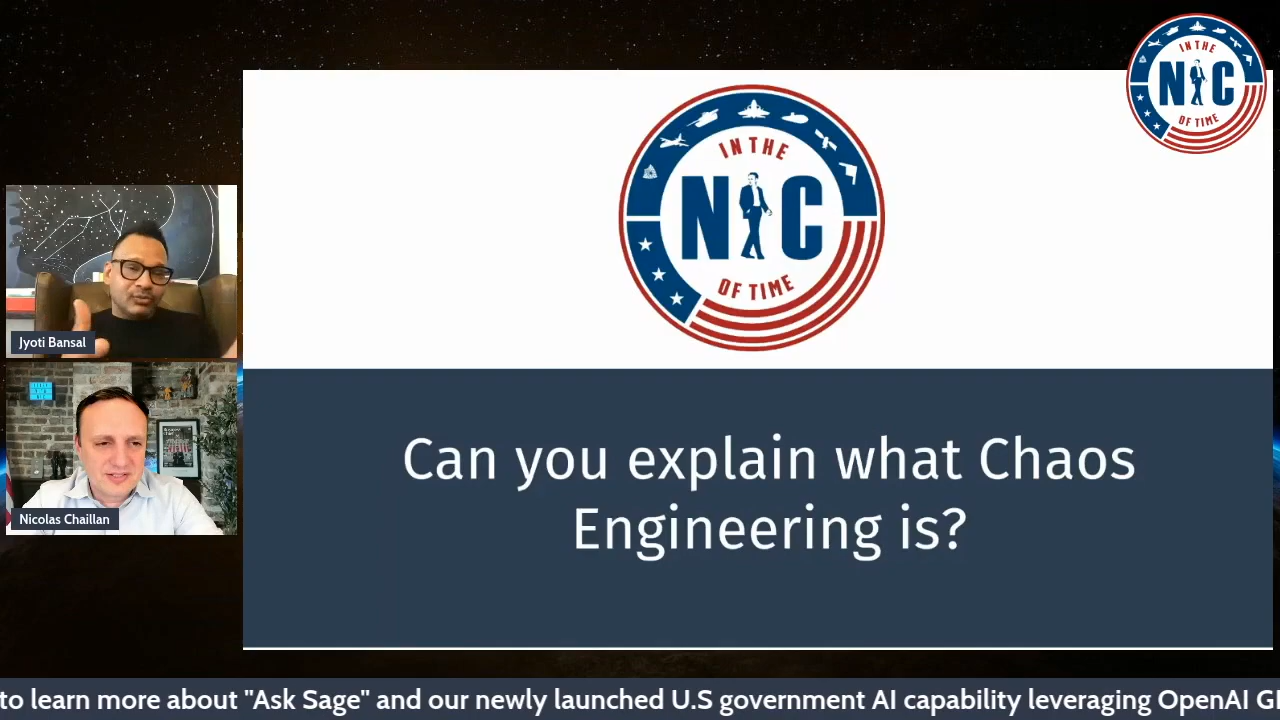 IN THE
NIC
OF TIME
IN THE
NIC
OF TIME
Jyoti Bansal
Nicolas Chaillan
Can you explain what Chaos
Engineering is?
to learn more about "Ask Sage" and our newly launched U.S government AI capability leveraging OpenAI G